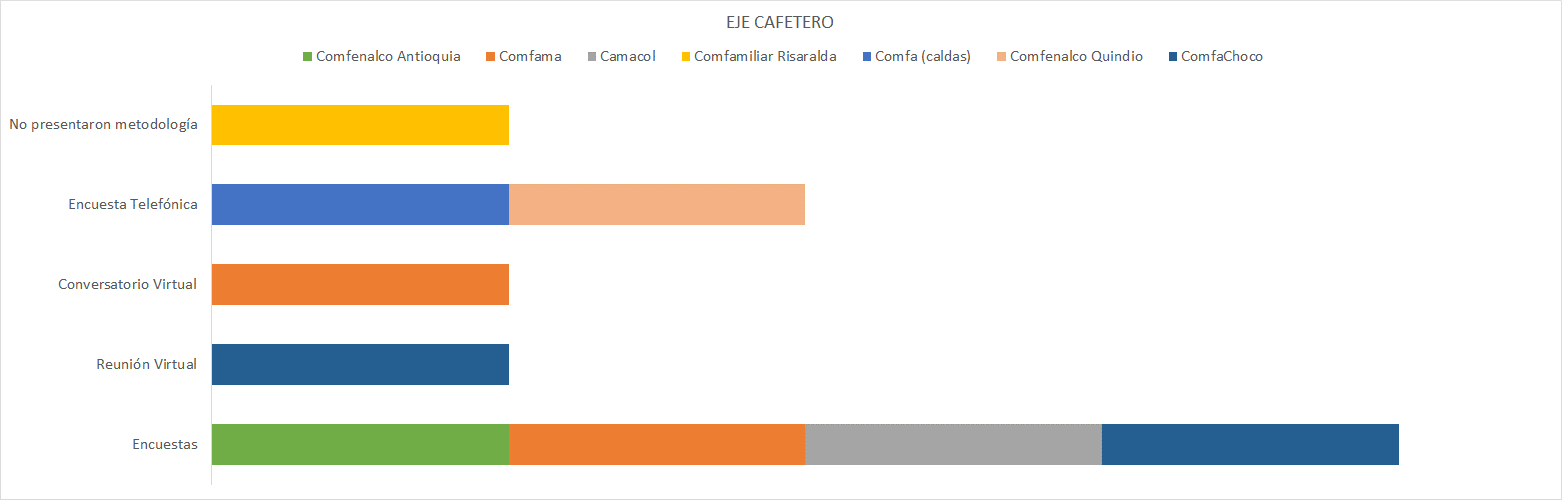 EJE CAFETERO
Comfenalco Antioquia Comfama Camacol Comfamiliar Risaralda Comfa (caldas) Comfenalco Quindio ComfaChoco
No presentaron metodología
Encuesta Telefónica
Conversatorio Virtual
Reunión Virtual
Encuestas